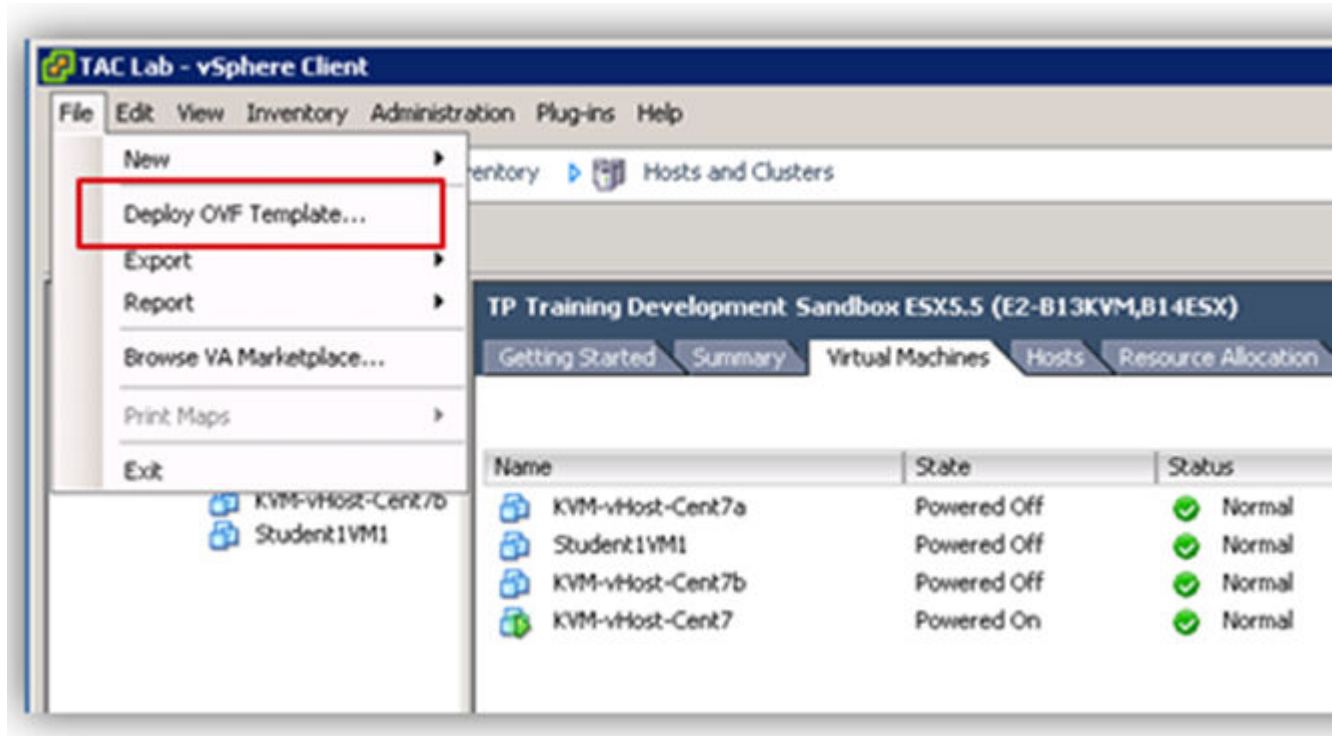 TAC Lab - vSphere Client
File Edit View Inventory Administration Plug-ins Help
New
entory Hosts and Clusters
Deploy OVF Template...
Export
Report
Browse VA Marketplace...
Print Maps
Exit
KVM-vHost-Cent7b
Student1VM1
TP Training Development Sandbox ESX5.5 (E2-B13KVM,B14ESX)
Getting Started Summary Virtual Machines Hosts Resource Allocation
Name State Status
KVM-vHost-Cent7a Powered Off Normal
Student1VM1 Powered Off Normal
KVM-vHost-Cent7b Powered Off Normal
KVM-vHost-Cent7 Powered On Normal